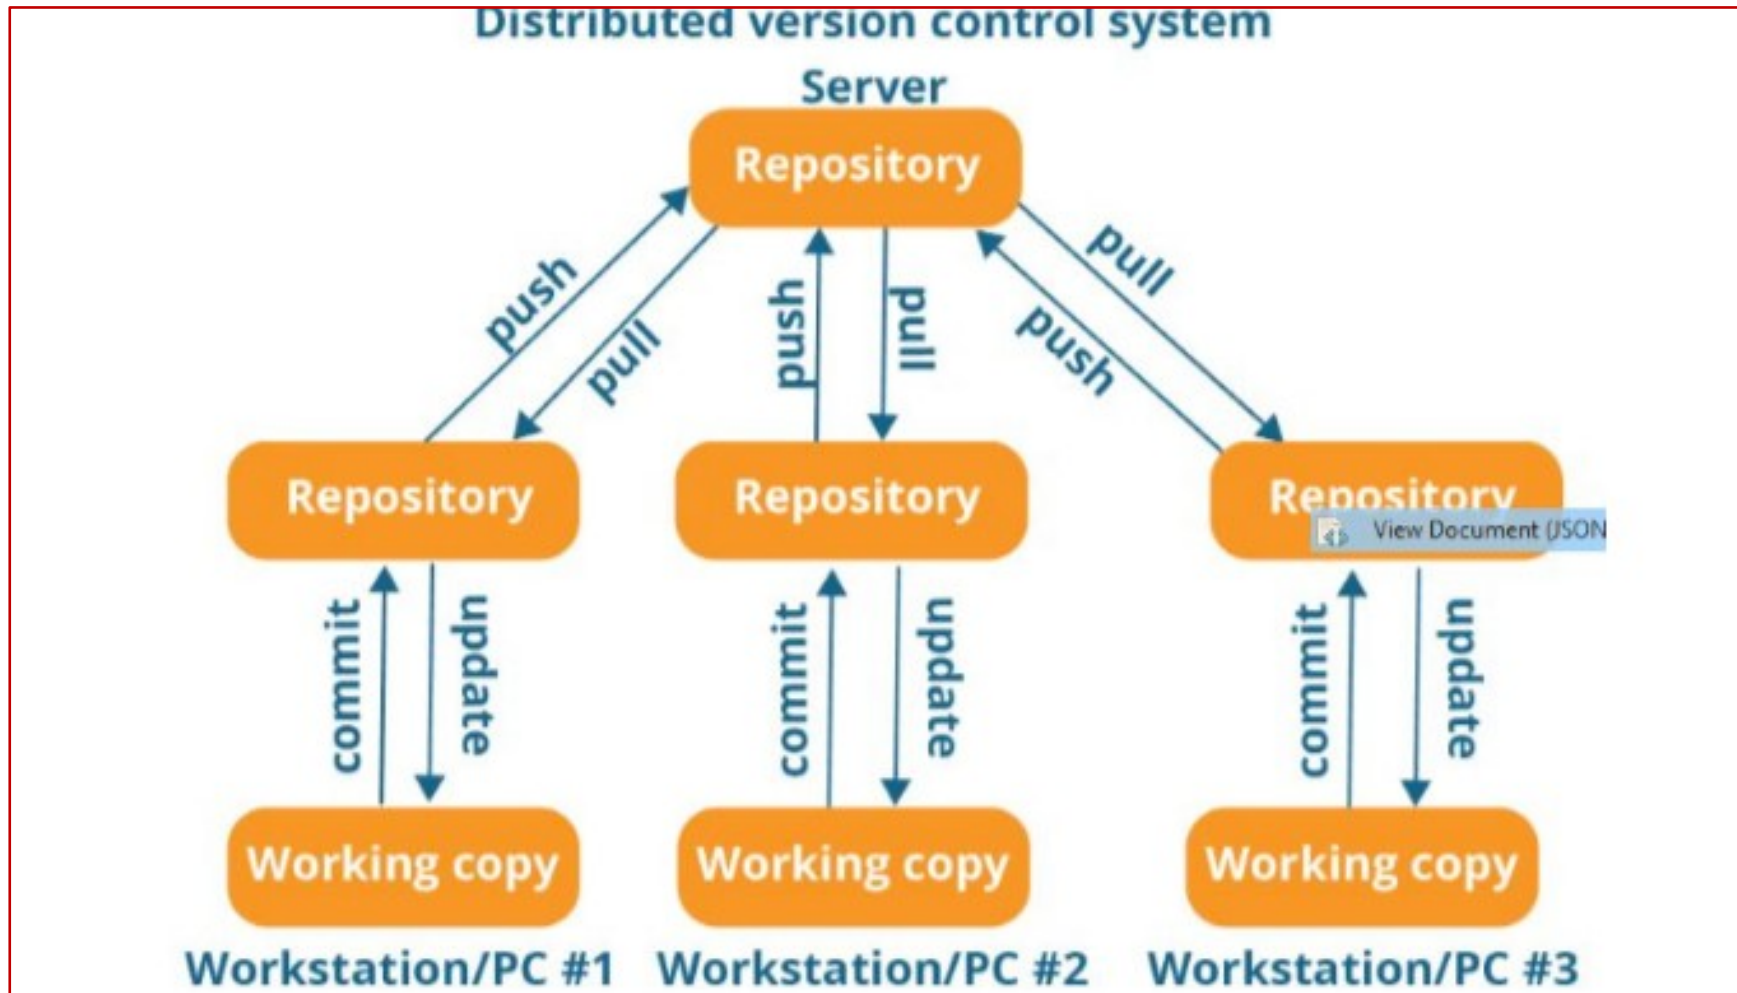 Distributed version control system
Server
Repository
push
pull
push
pull
push
pull
Repository
Repository
Repository
View Document (JSON
commit
update
commit
update
commit
update
Working copy
Working copy
Working copy
Workstation/PC #1
Workstation/PC #2
Workstation/PC #3